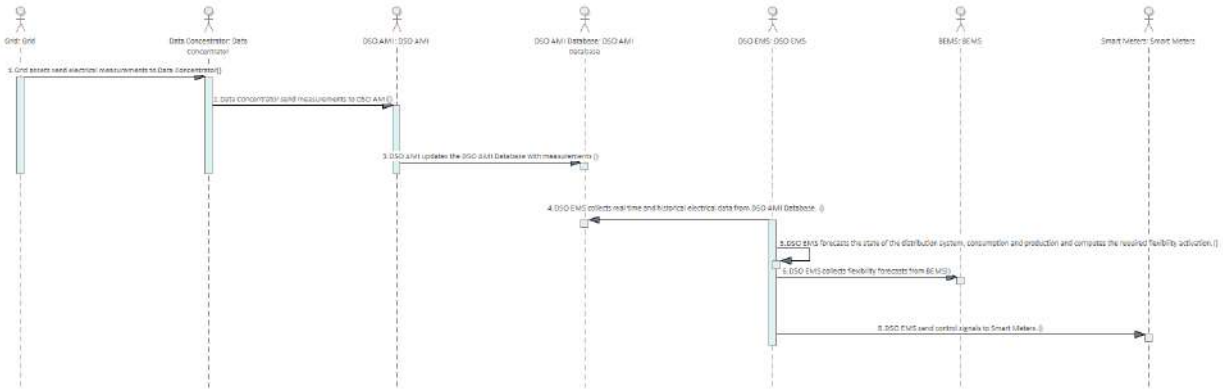 Grid: Grid
Data Concentrator: Data
Concentrator
DSO AMI: DSO AMI
DSO AMI Database: DSO AMI
Database
DSO EMS: DSO EMS
BEMS: BEMS
Smart Meters: Smart Meters
1.Grid assets send electrical measurements to Data Concentrator()
2.Data Concentrator send measurements to DSO AMI()
3.DSO AMI updates the DSO AMI Database with measurements ()
4.DSO EMS collects real time and historical electrical data from DSO AMI Database. ()
5.DSO EMS forecasts the state of the distribution system, consumption and production and computes the required flexibility activation.()
6.DSO EMS collects flexibility forecasts from BEMS()
DSO EMS send control signals to Smart Meters.()